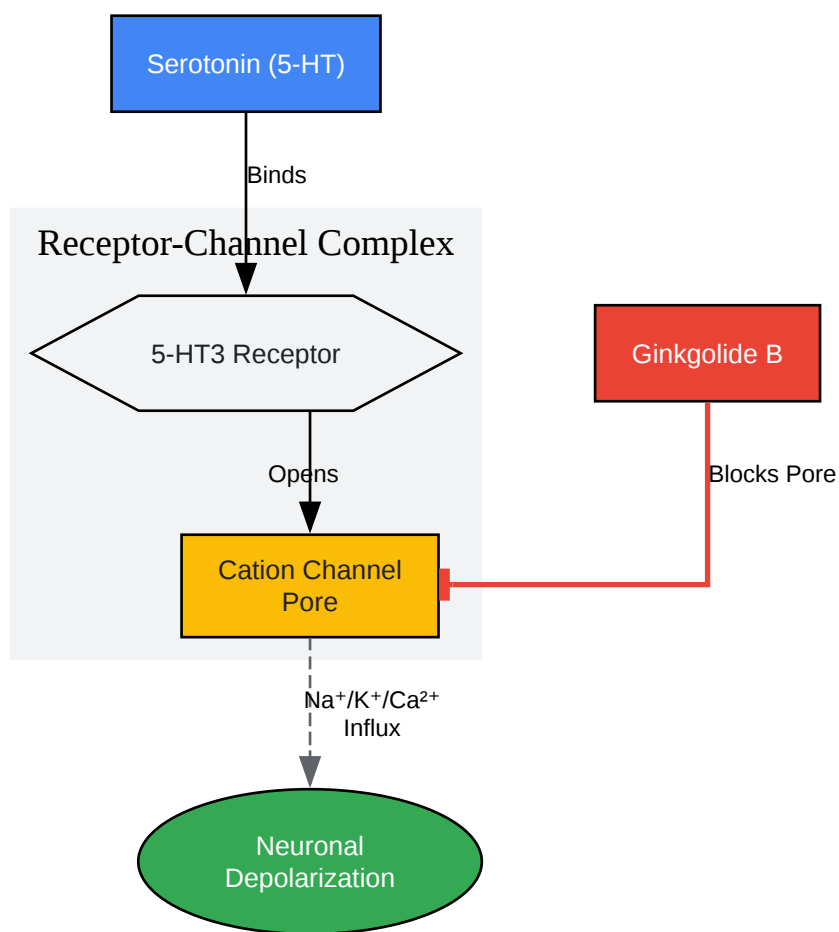 Serotonin (5-HT)
Binds
Receptor-Channel Complex
5-HT3 Receptor
Ginkgolide B
Opens
Blocks Pore
Cation Channel
Pore
Na⁺/K⁺/Ca²⁺
Influx
Neuronal
Depolarization